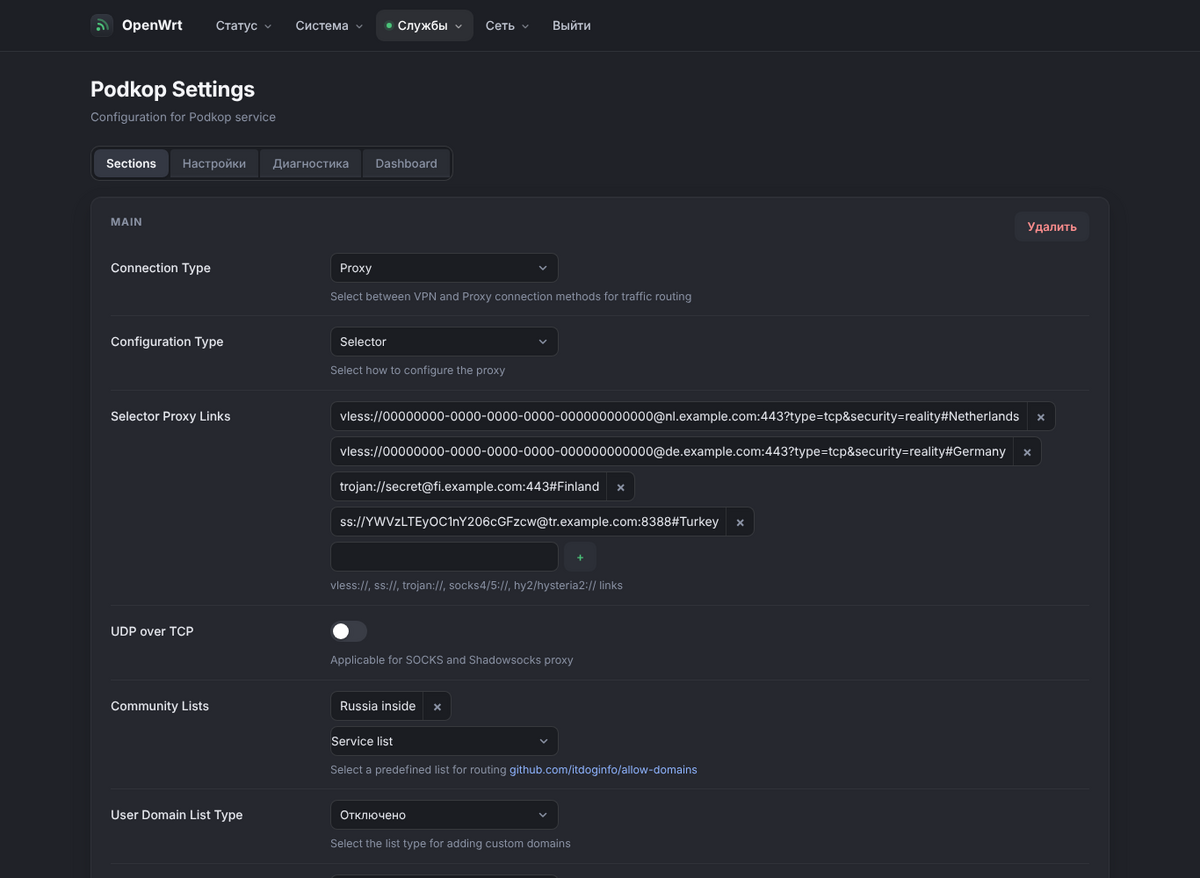 OpenWrt Статус Система Службы Сеть Выйти
Podkop Settings
Configuration for Podkop service
Sections Настройки Диагностика Dashboard
MAIN
Удалить
Connection Type Proxy
Select between VPN and Proxy connection methods for traffic routing
Configuration Type Selector
Select how to configure the proxy
Selector Proxy Links vless://00000000-0000-0000-0000-000000000000@nl.example.com:443?type=tcp&security=reality#Netherlands ×
vless://00000000-0000-0000-0000-000000000000@de.example.com:443?type=tcp&security=reality#Germany ×
trojan://secret@fi.example.com:443#Finland ×
ss://YWVzLTEyOC1nY206cGFzcw@tr.example.com:8388#Turkey ×
+
vless://, ss://, trojan://, socks4/5://, hy2/hysteria2:// links
UDP over TCP
Applicable for SOCKS and Shadowsocks proxy
Community Lists Russia inside ×
Service list
Select a predefined list for routing github.com/itdoginfo/allow-domains
User Domain List Type Отключено
Select the list type for adding custom domains